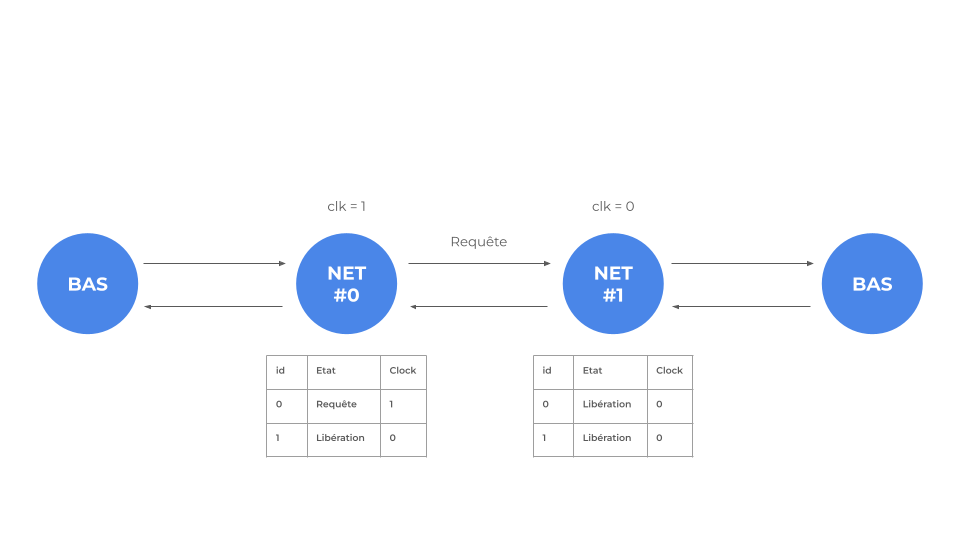 clk = 1
clk = 0
Requête
BAS
NET
#0
NET
#1
BAS
id Etat Clock
0 Requête 1
1 Libération 0
id Etat Clock
0 Libération 0
1 Libération 0